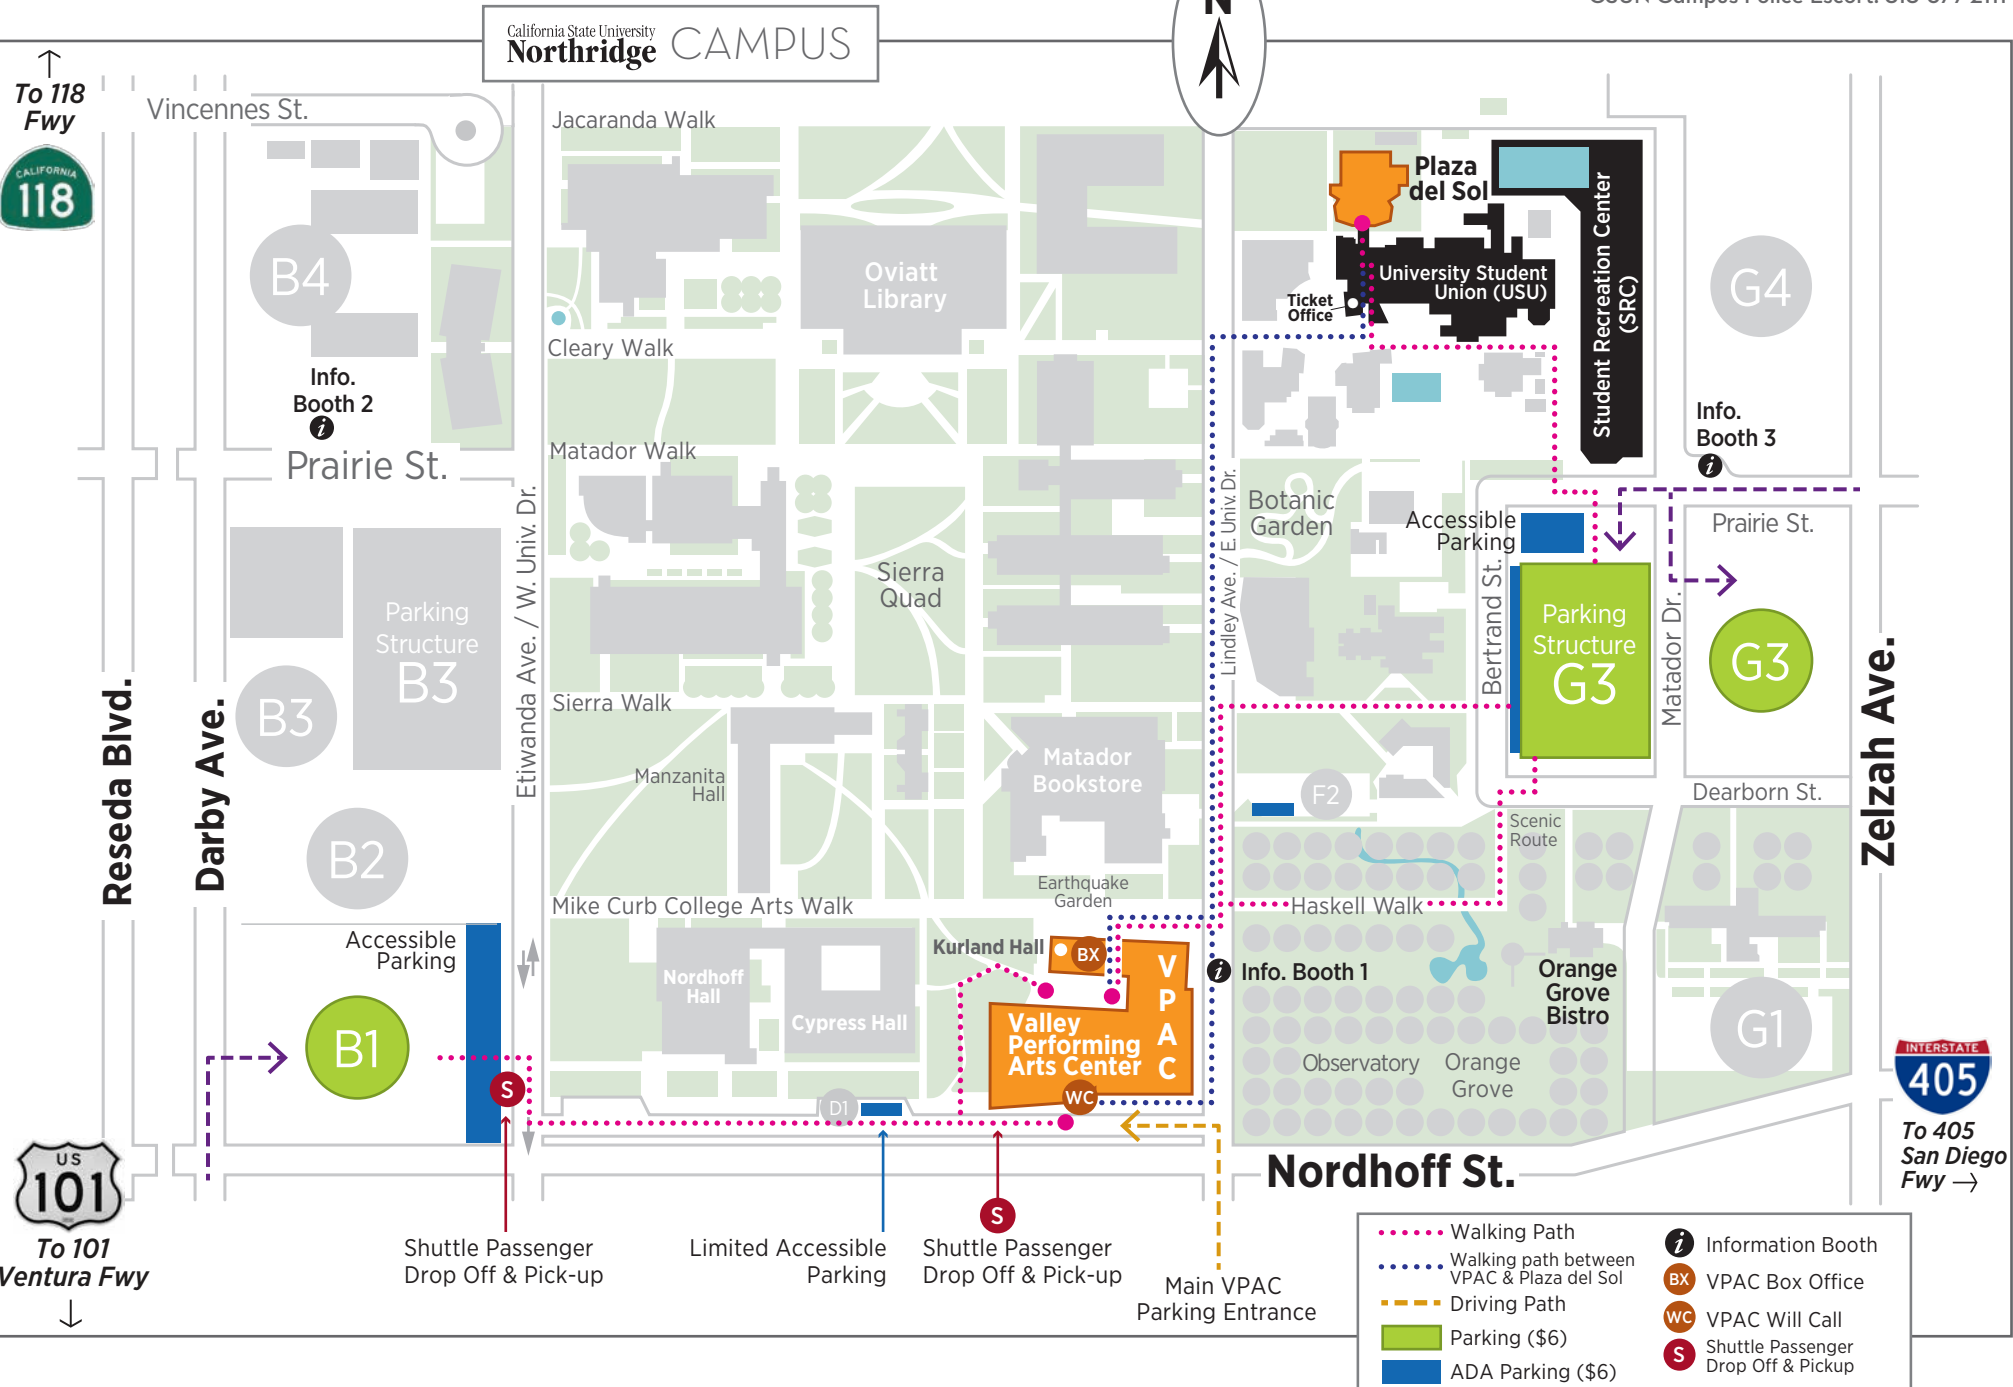 California State University
Northridge CAMPUS
N
To 118
Fwy
CALIFORNIA
118
Vincennes St.
Jacaranda Walk
Plaza
del Sol
Student Recreation Center
(SRC)
B4
Oviatt
Library
University Student
Union (USU)
Ticket
Office
G4
Cleary Walk
Info.
Booth 2
i
Info.
Booth 3
i
Matador Walk
Prairie St.
Etiwanda Ave. / W. Univ. Dr.
Lindley Ave. / E. Univ. Dr.
Botanic
Garden
Accessible
Parking
Prairie St.
Sierra
Quad
Bertrand St.
Parking
Structure
B3
Parking
Structure
G3
Matador Dr.
G3
B3
Reseda Blvd.
Darby Ave.
Zelzah Ave.
Sierra Walk
Manzanita
Hall
Matador
Bookstore
F2
Dearborn St.
Scenic
Route
B2
Earthquake
Garden
Mike Curb College Arts Walk
Haskell Walk
Accessible
Parking
Kurland Hall
BX
Nordhoff
Hall
Cypress Hall
V
P
A
C
Valley
Performing
Arts Center
i
Info. Booth 1
Orange
Grove
Bistro
B1
G1
Observatory
Orange
Grove
S
D1
WC
INTERSTATE
405
To 405
San Diego
Fwy
US
101
To 101
Ventura Fwy
Nordhoff St.
S
Shuttle Passenger
Drop Off & Pick-up
Limited Accessible
Parking
Shuttle Passenger
Drop Off & Pick-up
Main VPAC
Parking Entrance
Walking Path
Walking path between
VPAC & Plaza del Sol
Driving Path
Parking ($6)
ADA Parking ($6)
i Information Booth
BX VPAC Box Office
WC VPAC Will Call
S Shuttle Passenger
Drop Off & Pickup